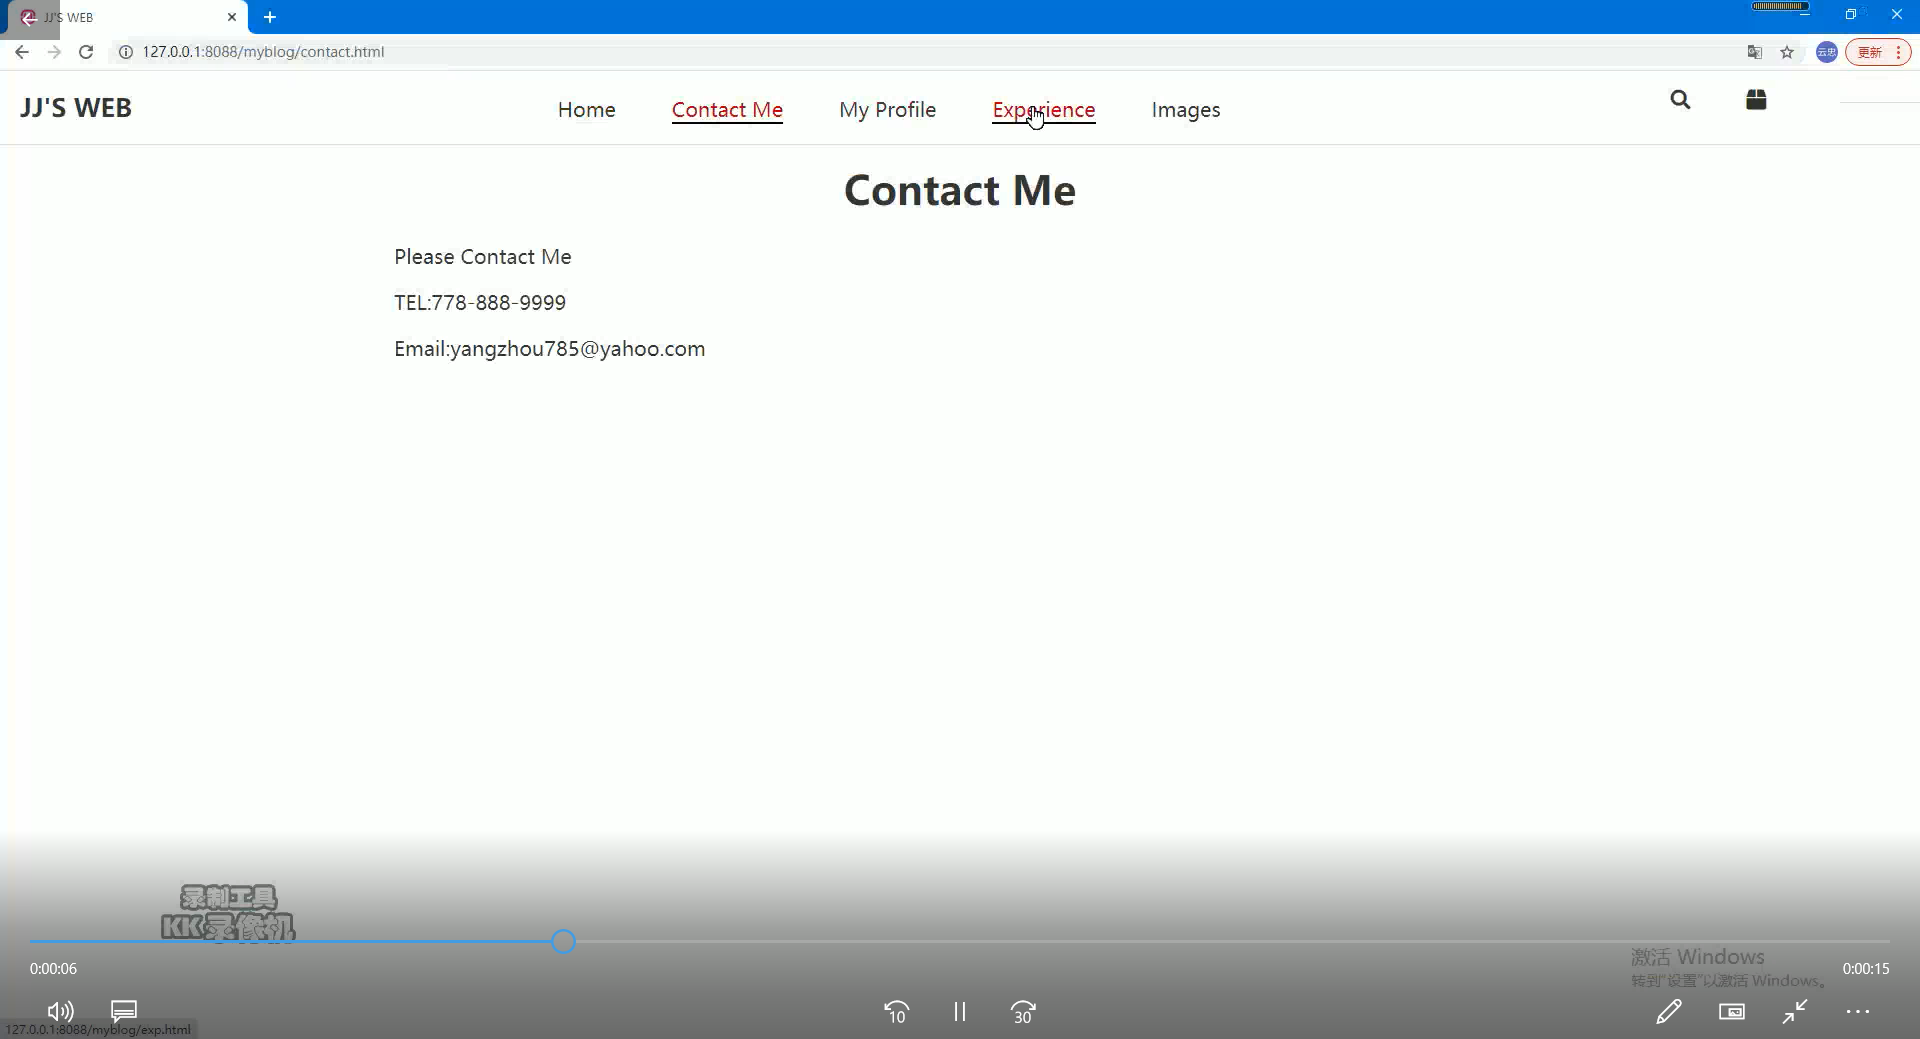 JJ'S WEB
127.0.0.1:8088/myblog/contact.html
云忠
更新
JJ'S WEB
Home
Contact Me
My Profile
Experience
Images
Contact Me
Please Contact Me
TEL:778-888-9999
Email:yangzhou785@yahoo.com
录制工具
KK录像机
0:00:06
激活 Windows
转到"设置"以激活 Windows。
0:00:15
10
30
127.0.0.1:8088/myblog/exp.html